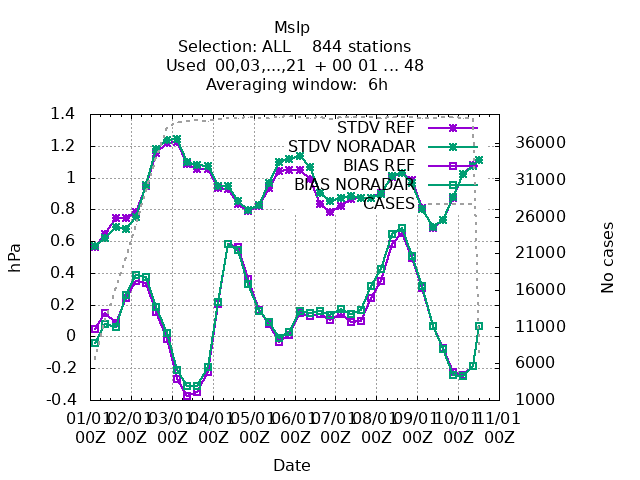 Mslp
Selection: ALL    844 stations
Used  00,03,...,21  + 00 01 ... 48
Averaging window:  6h
STDV REF
STDV NORADAR
BIAS REF
BIAS NORADAR
CASES
hPa
1.4
1.2
1
0.8
0.6
0.4
0.2
0
-0.2
-0.4
No cases
36000
31000
26000
21000
16000
11000
6000
1000
01/01 02/01 03/01 04/01 05/01 06/01 07/01 08/01 09/01 10/01 11/01
00Z 00Z 00Z 00Z 00Z 00Z 00Z 00Z 00Z 00Z 00Z
Date